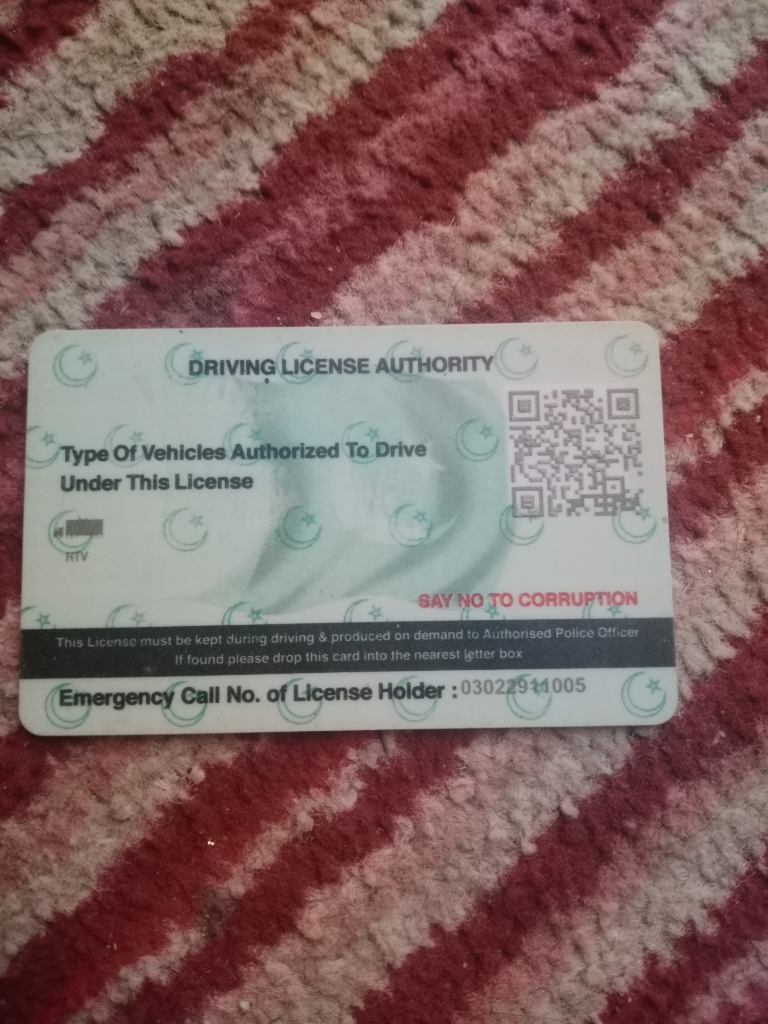 DRIVING LICENSE AUTHORITY
Type Of Vehicles Authorized To Drive
Under This License
HTV
SAY NO TO CORRUPTION
This License must be kept during driving & produced on demand to Authorised Police Officer
If found please drop this card into the nearest letter box
Emergency Call No. of License Holder : 03022911005